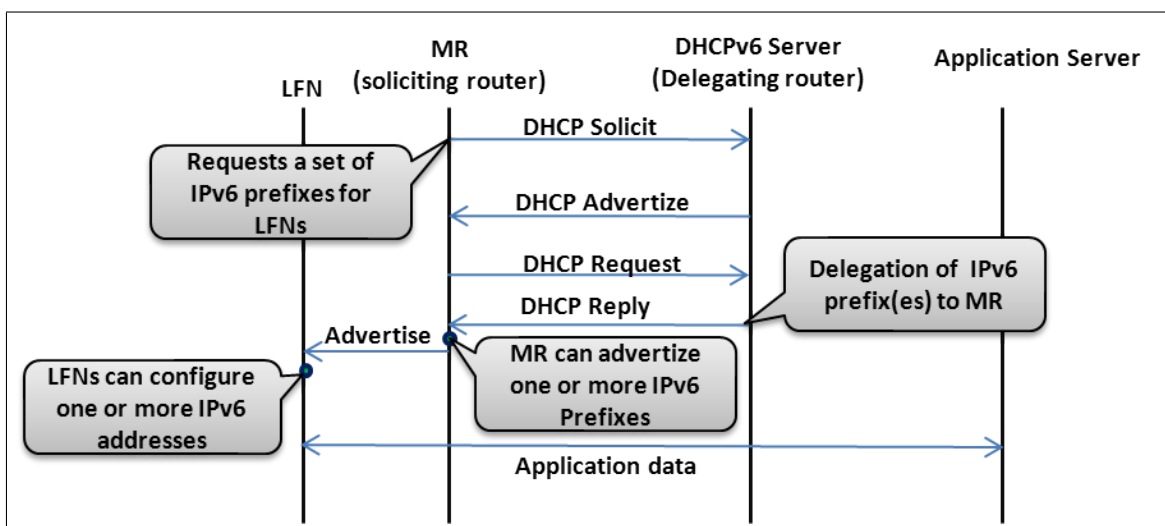 LFN
MR
(soliciting router)
DHCPv6 Server
(Delegating router)
Application Server
DHCP Solicit
Requests a set of
IPv6 prefixes for
LFNs
DHCP Advertize
DHCP Request
Delegation of IPv6
prefix(es) to MR
DHCP Reply
Advertise
MR can advertize
one or more IPv6
Prefixes
LFNs can configure
one or more IPv6
addresses
Application data